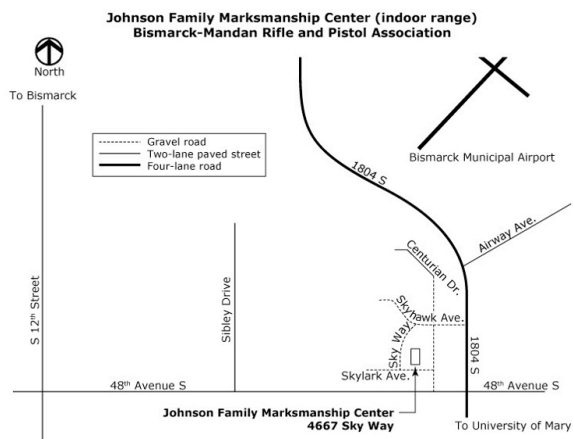 Johnson Family Marksmanship Center (indoor range)
Bismarck-Mandan Rifle and Pistol Association
North
To Bismarck
Gravel road
Two-lane paved street
Four-lane road
Bismarck Municipal Airport
1804 S
Airway Ave.
Centurian Dr.
S 12th Street
Sibley Drive
Skyhawk Ave.
Sky Way
1804 S
Skylark Ave.
48th Avenue S
48th Avenue S
Johnson Family Marksmanship Center
4667 Sky Way
To University of Mary